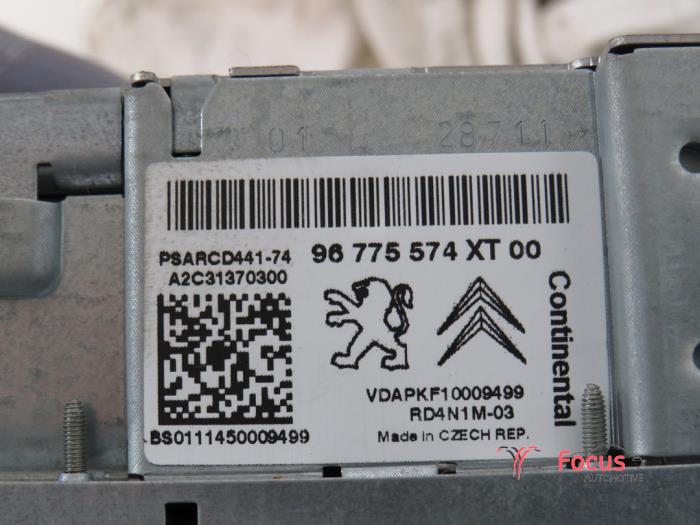 01 28711
PSARCD441-74
96 775 574 XT 00
A2C31370300
Continental
VDAPKF10009499
RD4N1M-03
BS0111450009499
Made in CZECH REP.
Focus
AUTOMOTIVE